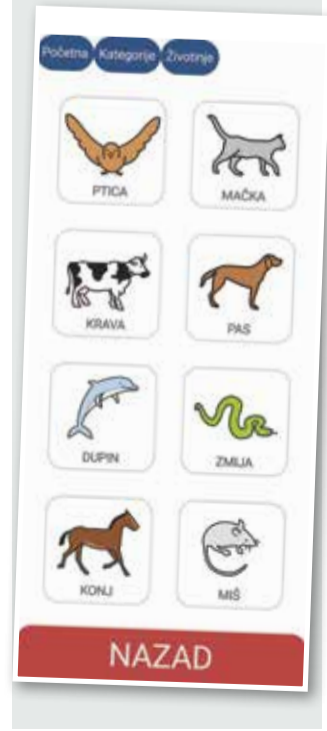 Početna Kategorije Životinje
PTICA MAČKA
KRAVA PAS
DUPIN ZMIJA
KONJ MIŠ
NAZAD